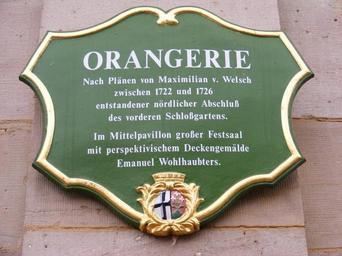 ORANGERIE
Nach Plänen von Maximilian v. Welsch
zwischen 1722 und 1726
entstandener nördlicher Abschluß
des vorderen Schloßgartens.
Im Mittelpavillon großer Festsaal
mit perspektivischem Deckengemälde
Emanuel Wohlhaubters.